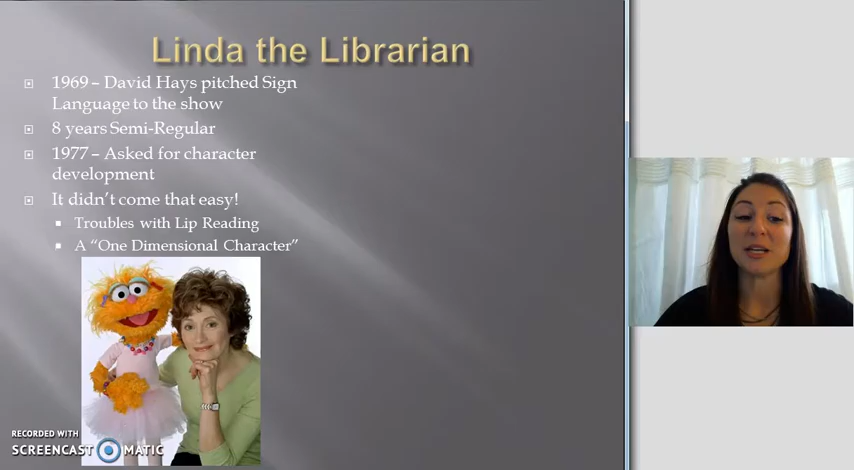 Linda the Librarian
1969 – David Hays pitched Sign
Language to the show
8 years Semi-Regular
1977 – Asked for character
development
It didn't come that easy!
Troubles with Lip Reading
A “One Dimensional Character”
RECORDED WITH
SCREENCAST MATIC